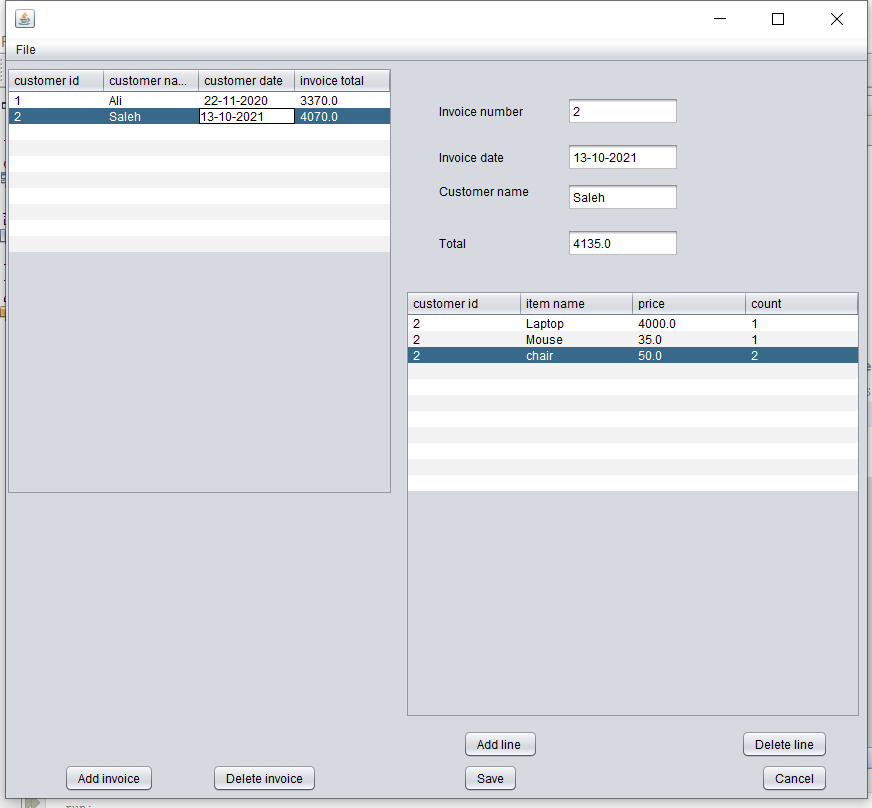 File
customer id customer na... customer date invoice total
1 Ali 22-11-2020 3370.0
2 Saleh 13-10-2021 4070.0
Invoice number 2
Invoice date 13-10-2021
Customer name Saleh
Total 4135.0
customer id item name price count
2 Laptop 4000.0 1
2 Mouse 35.0 1
2 chair 50.0 2
Add line Delete line
Add invoice Delete invoice Save Cancel